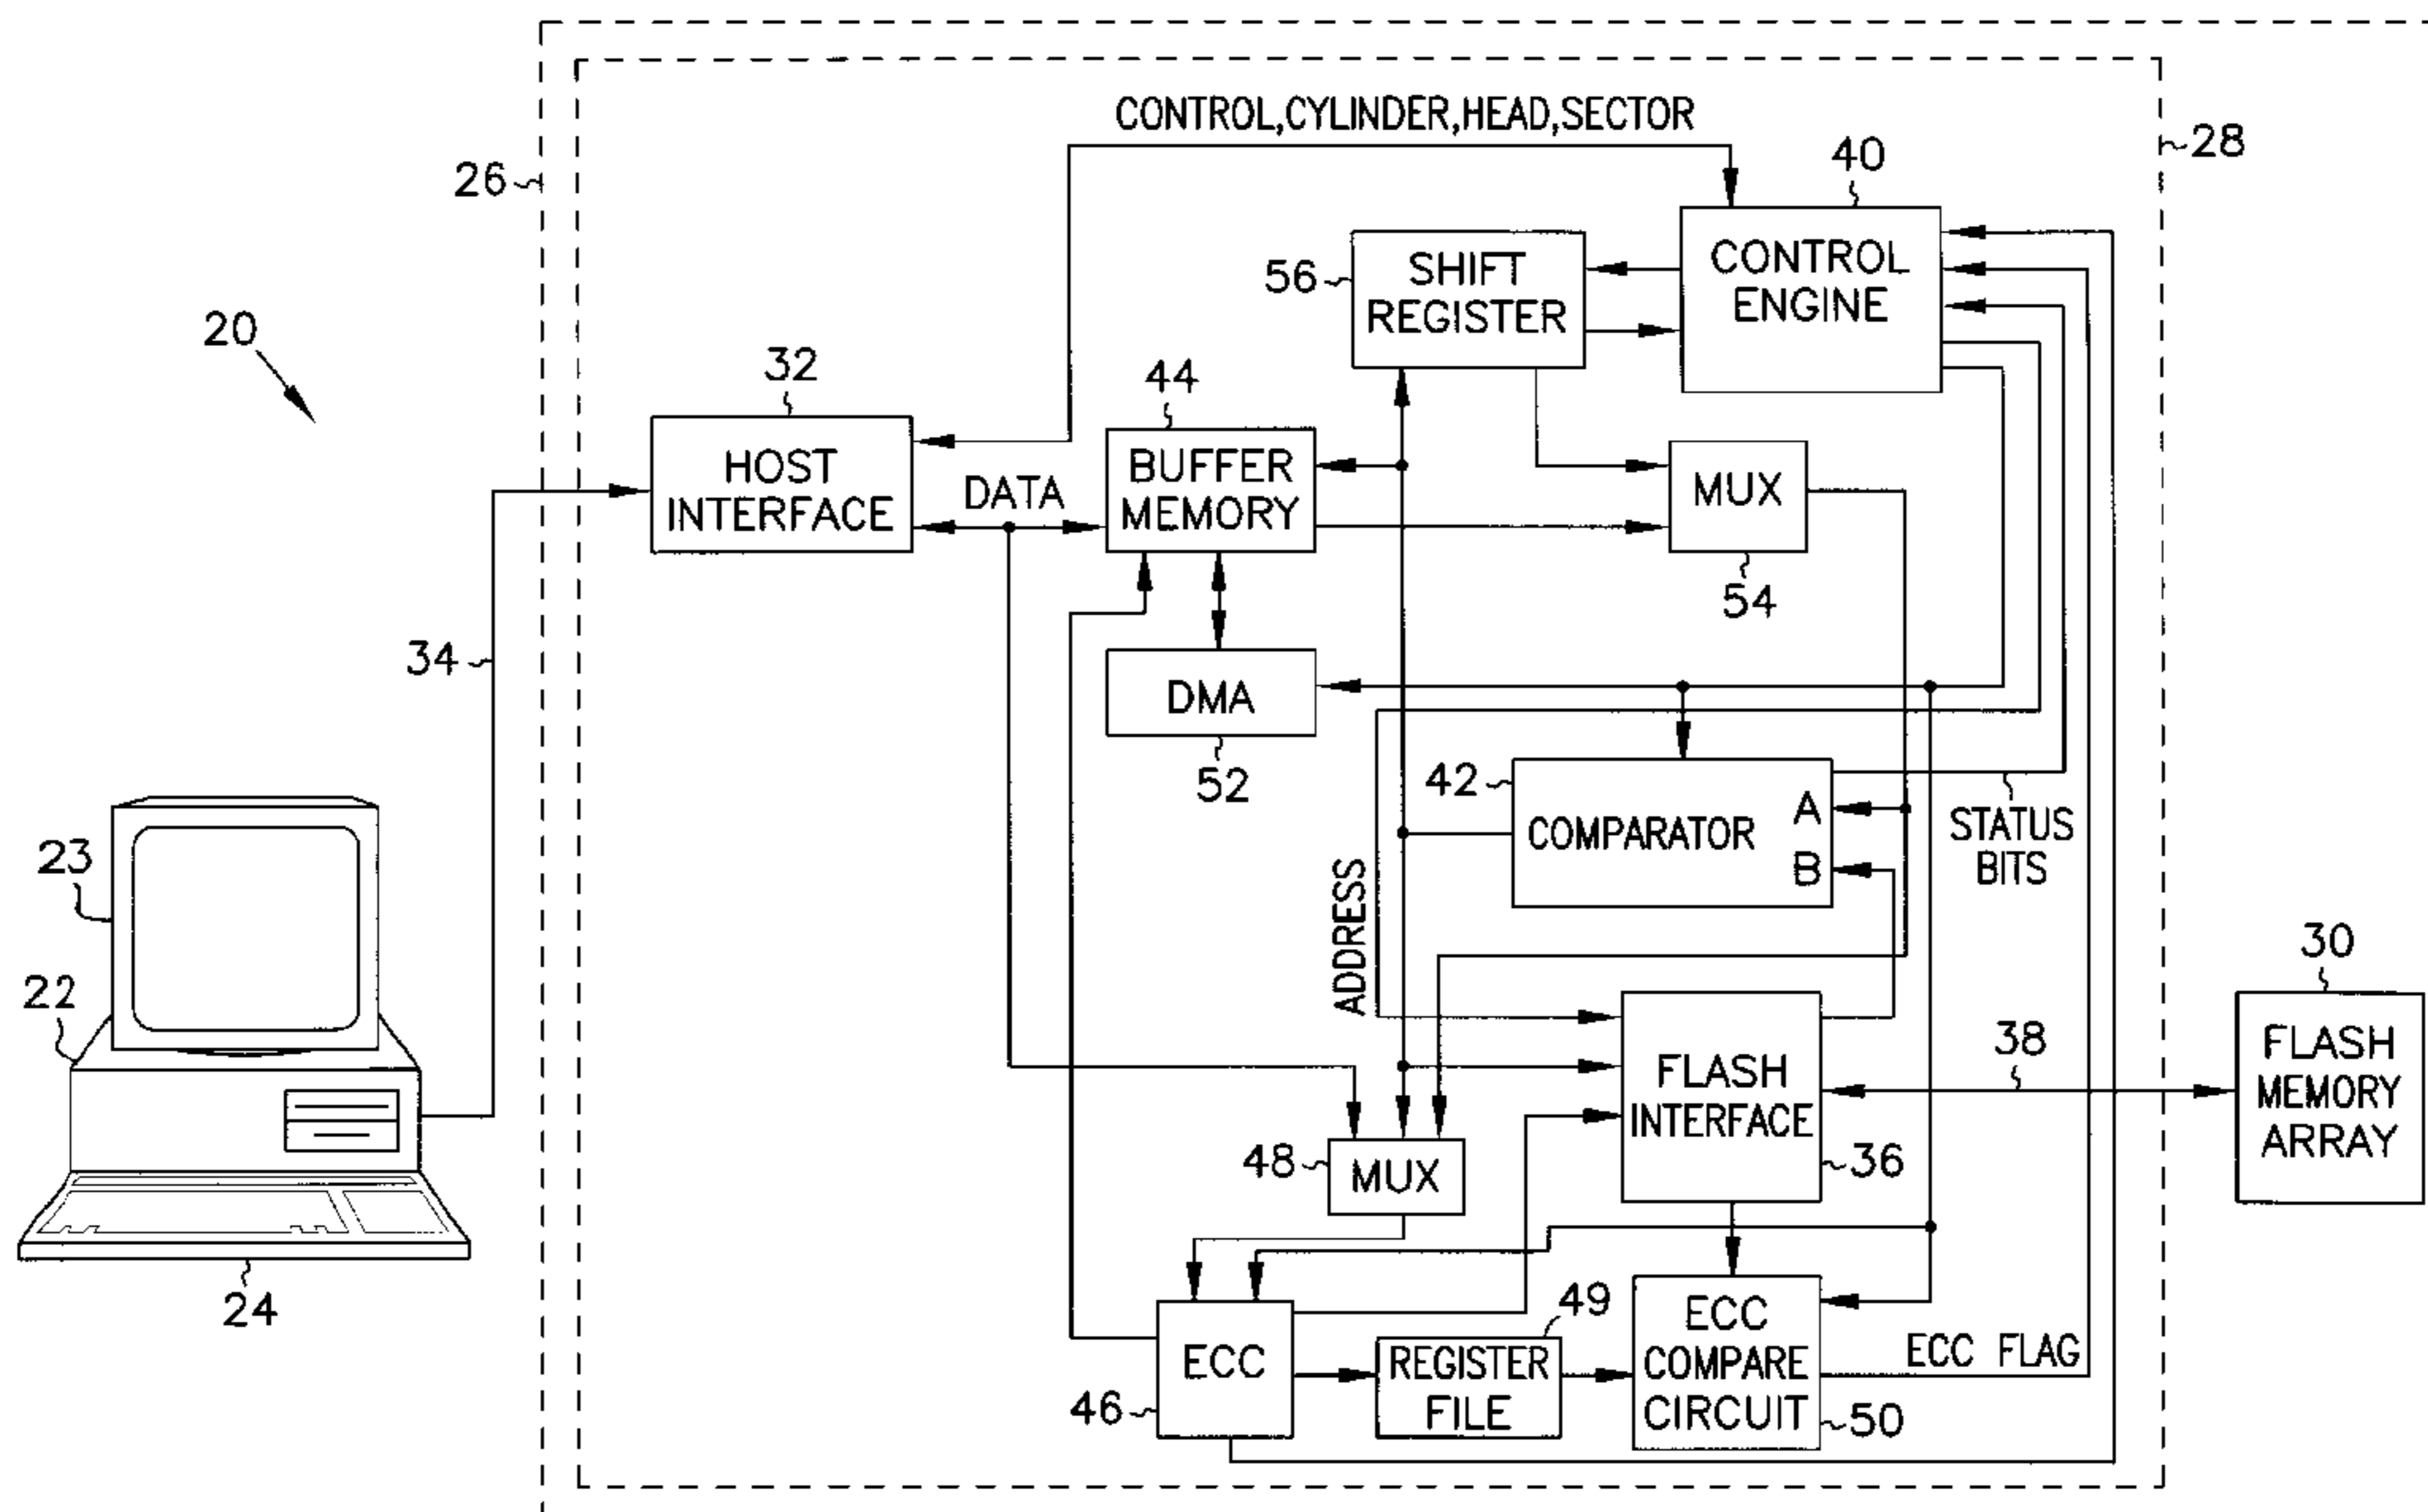 CONTROL,CYLINDER,HEAD,SECTOR
26
28
40
20
56
SHIFT
REGISTER
CONTROL
ENGINE
32
44
HOST
INTERFACE
DATA
BUFFER
MEMORY
MUX
54
34
DMA
52
42
COMPARATOR
A
B
STATUS
BITS
23
22
24
ADDRESS
30
FLASH
MEMORY
ARRAY
38
FLASH
INTERFACE
36
48
MUX
49
ECC
46
REGISTER
FILE
ECC
COMPARE
CIRCUIT
50
ECC FLAG